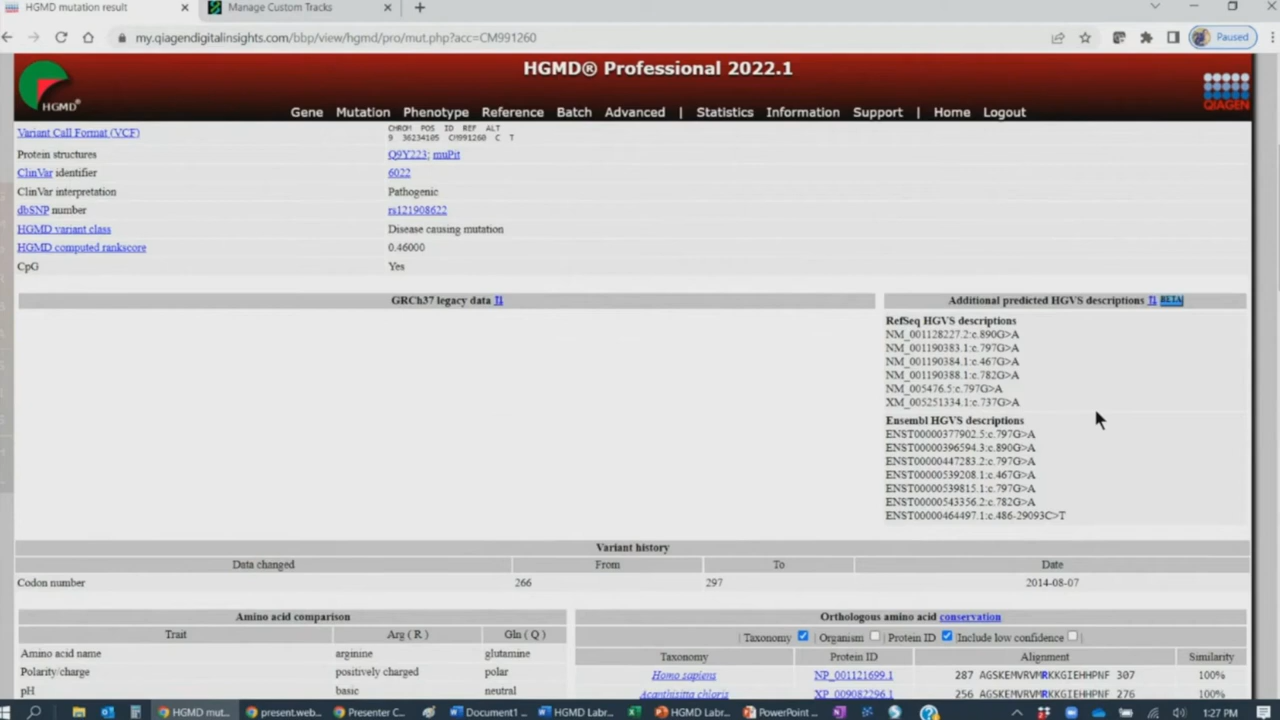 HGMD mutation result
Manage Custom Tracks
my.qiagendigitalinsights.com/bbp/view/hgmd/pro/mut.php?acc=CM991260
Paused
HGMD® Professional 2022.1
HGMD®
QIAGEN
Gene Mutation Phenotype Reference Batch Advanced | Statistics Information Support | Home Logout
Variant Call Format (VCF)
CHROM POS ID REF ALT
9 36234105 CM991260 C T
Protein structures Q9Y223; muPit
ClinVar identifier 6022
ClinVar interpretation Pathogenic
dbSNP number rs121908622
HGMD variant class Disease causing mutation
HGMD computed rankscore 0.46000
CpG Yes
GRCh37 legacy data
Additional predicted HGVS descriptions BETA
RefSeq HGVS descriptions
NM_001128227.2:c.890G>A
NM_001190383.1:c.797G>A
NM_001190384.1:c.467G>A
NM_001190388.1:c.782G>A
NM_005476.5:c.797G>A
XM_005251334.1:c.737G>A
Ensembl HGVS descriptions
ENST00000377902.5:c.797G>A
ENST00000396594.3:c.890G>A
ENST00000447283.2:c.797G>A
ENST00000539208.1:c.467G>A
ENST00000539815.1:c.797G>A
ENST00000543356.2:c.782G>A
ENST00000464497.1:c.486-29093C>T
Variant history
Data changed From To Date
Codon number 266 297 2014-08-07
Amino acid comparison
Trait Arg ( R ) Gln ( Q )
Amino acid name arginine glutamine
Polarity/charge positively charged polar
pH basic neutral
Orthologous amino acid conservation
| Taxonomy | Organism | Protein ID | Include low confidence |
Taxonomy Protein ID Alignment Similarity
Homo sapiens NP_001121699.1 287 AGSKEMVRVMRKKGIEHHPNF 307 100%
Acanthisitta chloris XP_009082296.1 256 AGSKEMVRVMRKKGIEHHPNF 276 100%
HGMD mut... present.web... Presenter C... Document1 ... HGMD Labr... HGMD Labr... PowerPoint ... 1:27 PM